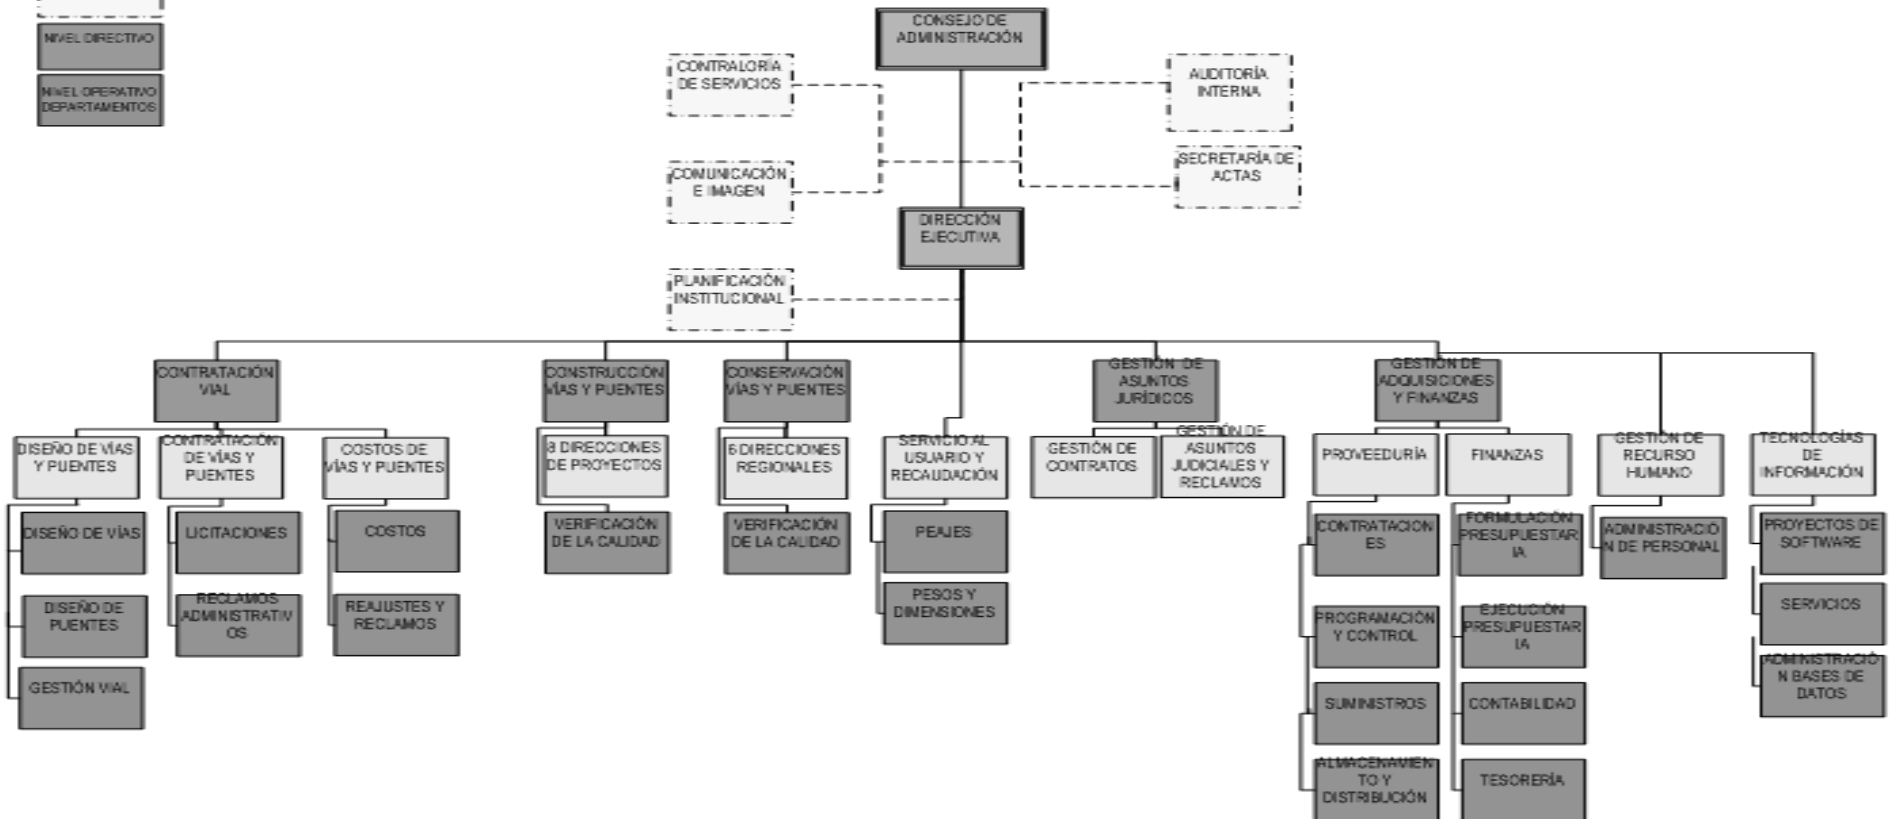 NIVEL DIRECTIVO
NIVEL OPERATIVO
DEPARTAMENTOS
CONSEJO DE
ADMINISTRACIÓN
CONTRALORÍA
DE SERVICIOS
AUDITORÍA
INTERNA
COMUNICACIÓN
E IMAGEN
SECRETARÍA DE
ACTAS
DIRECCIÓN
EJECUTIVA
PLANIFICACIÓN
INSTITUCIONAL
CONTRATACIÓN
VIAL
CONSTRUCCIÓN
VÍAS Y PUENTES
CONSERVACIÓN
VÍAS Y PUENTES
GESTIÓN DE
ASUNTOS
JURÍDICOS
GESTIÓN DE
ADQUISICIONES
Y FINANZAS
DISEÑO DE VÍAS
Y PUENTES
CONTRATACIÓN
DE VÍAS Y
PUENTES
COSTOS DE
VÍAS Y PUENTES
8 DIRECCIONES
DE PROYECTOS
6 DIRECCIONES
REGIONALES
SERVICIO AL
USUARIO Y
RECAUDACIÓN
GESTIÓN DE
CONTRATOS
GESTIÓN DE
ASUNTOS
JUDICIALES Y
RECLAMOS
PROVEEDURÍA
FINANZAS
GESTIÓN DE
RECURSO
HUMANO
TECNOLOGÍAS
DE
INFORMACIÓN
DISEÑO DE VÍAS
LICITACIONES
COSTOS
VERIFICACIÓN
DE LA CALIDAD
VERIFICACIÓN
DE LA CALIDAD
PEAJES
CONTRATACION
ES
FORMULACIÓN
PRESUPUESTAR
IA
ADMINISTRACIÓ
N DE PERSONAL
PROYECTOS DE
SOFTWARE
DISEÑO DE
PUENTES
RECLAMOS
ADMINISTRATIV
OS
REAJUSTES Y
RECLAMOS
PESOS Y
DIMENSIONES
PROGRAMACIÓN
Y CONTROL
EJECUCIÓN
PRESUPUESTAR
IA
SERVICIOS
GESTIÓN VIAL
SUMINISTROS
CONTABILIDAD
ADMINISTRACIÓ
N BASES DE
DATOS
ALMACENAMIEN
TO Y
DISTRIBUCIÓN
TESORERÍA